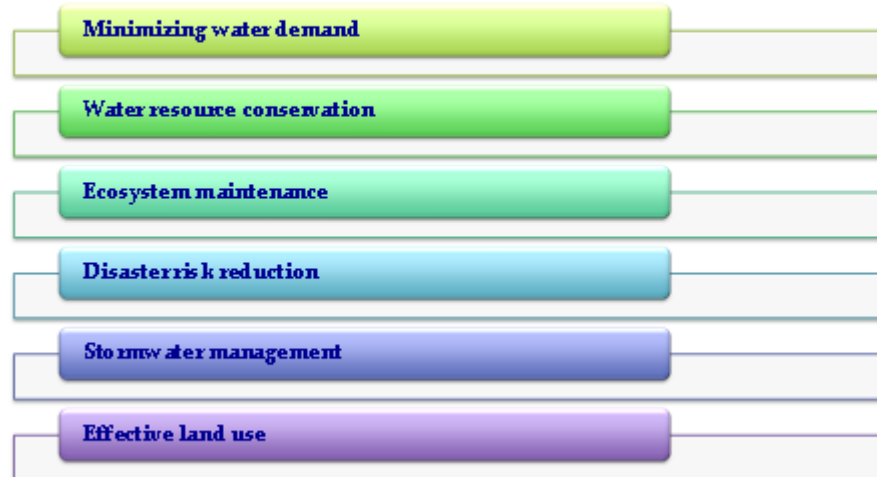 Minimizing water demand
Water resource conservation
Ecosystem maintenance
Disaster risk reduction
Stormwater management
Effective land use